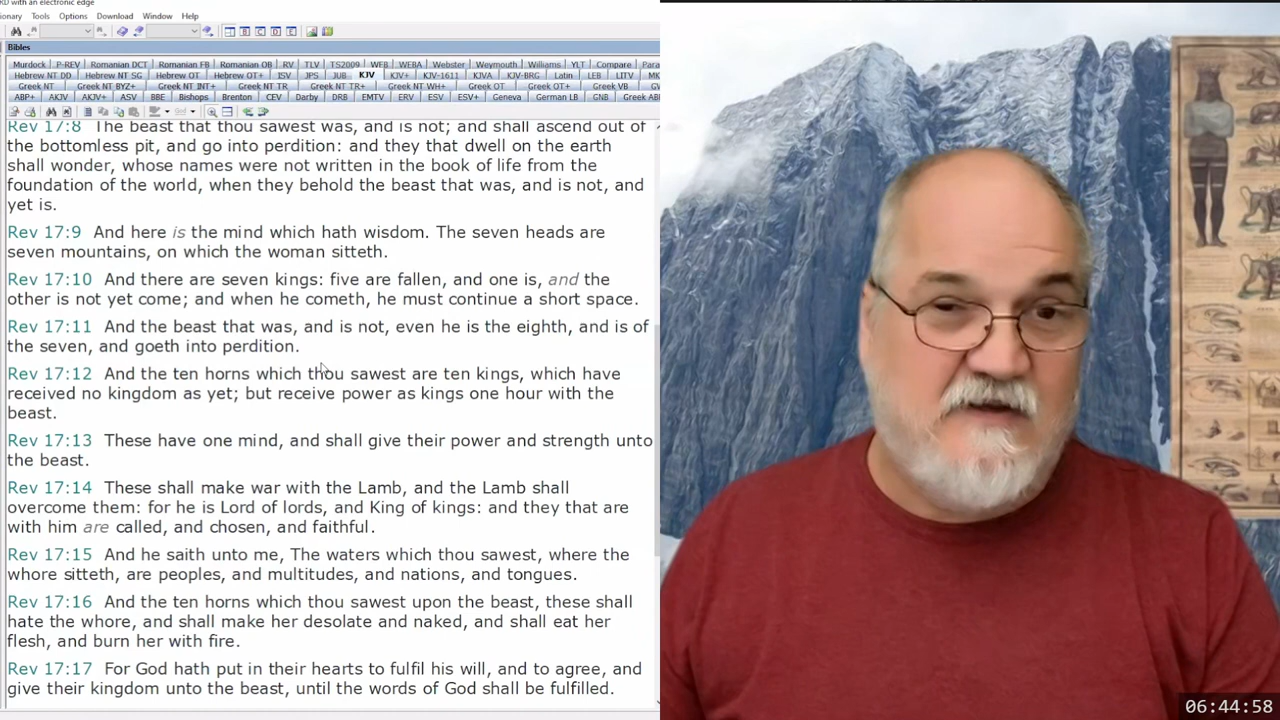 RD with an electronic edge
ionary Tools Options Download Window Help
Bibles
Murdock P-REV Romanian DCT Romanian FB Romanian OB RV TLV TS2009 WEB WEBA Webster Weymouth Williams YLT Compare Para
Hebrew NT DD Hebrew NT SG Hebrew OT Hebrew OT+ ISV JPS JUB KJV KJV+ KJV-1611 KJVA KJV-BRG Latin LEB LITV MK
Greek NT Greek NT BYZ+ Greek NT INT+ Greek NT TR Greek NT TR+ Greek NT WH+ Greek OT Greek OT+ Greek
ABP+ AKJV AKJV+ ASV BBE Bishops Brenton CEV Darby DRB EMTV ERV ESV ESV+ Geneva German LB GNB Greek AB
Rev 17:8 The beast that thou sawest was, and is not; and shall ascend out of
the bottomless pit, and go into perdition: and they that dwell on the earth
shall wonder, whose names were not written in the book of life from the
foundation of the world, when they behold the beast that was, and is not, and
yet is.
Rev 17:9 And here is the mind which hath wisdom. The seven heads are
seven mountains, on which the woman sitteth.
Rev 17:10 And there are seven kings: five are fallen, and one is, and the
other is not yet come; and when he cometh, he must continue a short space.
Rev 17:11 And the beast that was, and is not, even he is the eighth, and is of
the seven, and goeth into perdition.
Rev 17:12 And the ten horns which thou sawest are ten kings, which have
received no kingdom as yet; but receive power as kings one hour with the
beast.
Rev 17:13 These have one mind, and shall give their power and strength unto
the beast.
Rev 17:14 These shall make war with the Lamb, and the Lamb shall
overcome them: for he is Lord of lords, and King of kings: and they that are
with him are called, and chosen, and faithful.
Rev 17:15 And he saith unto me, The waters which thou sawest, where the
whore sitteth, are peoples, and multitudes, and nations, and tongues.
Rev 17:16 And the ten horns which thou sawest upon the beast, these shall
hate the whore, and shall make her desolate and naked, and shall eat her
flesh, and burn her with fire.
Rev 17:17 For God hath put in their hearts to fulfil his will, and to agree, and
give their kingdom unto the beast, until the words of God shall be fulfilled.
06:44:58